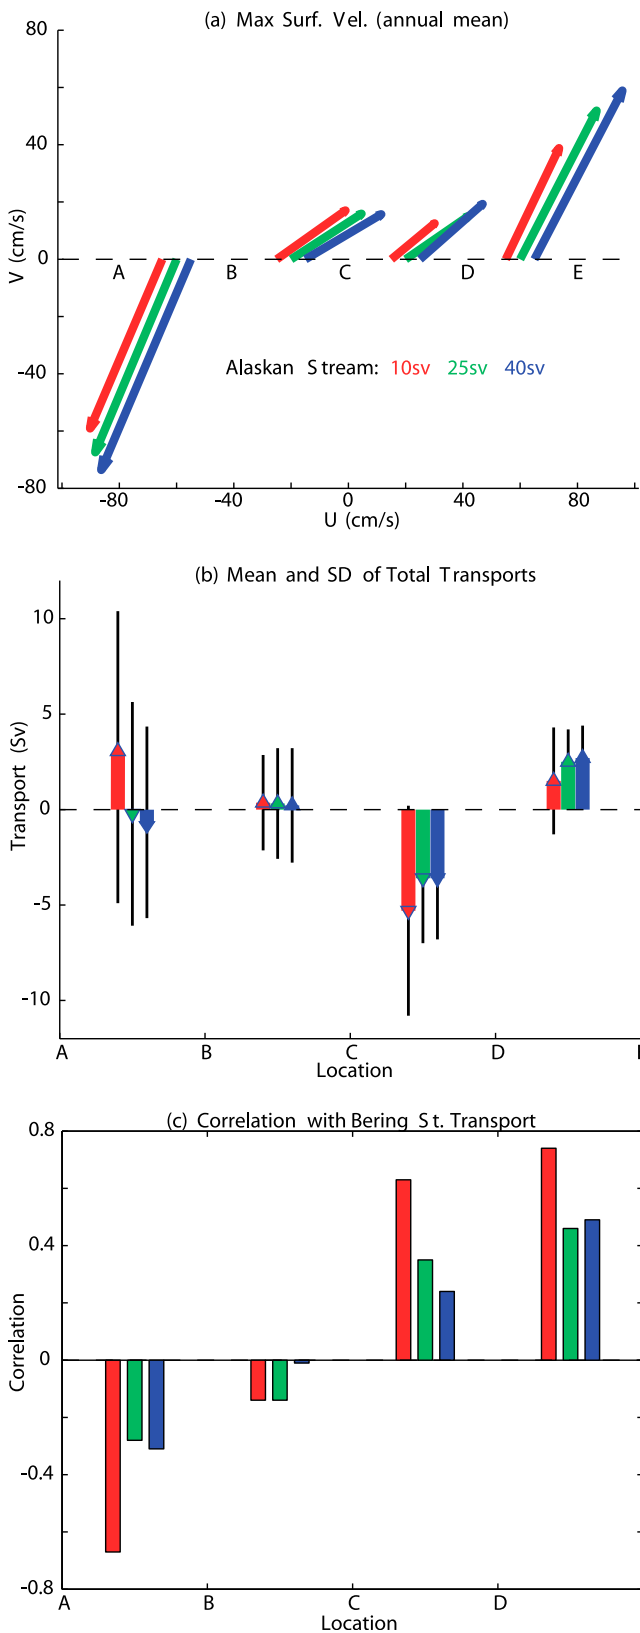 (a) Max Surf. Vel. (annual mean)
80
40
0
-40
-80
V (cm/s)
A B C D E
Alaskan Stream: 10sv 25sv 40sv
-80 -40 0 40 80
U (cm/s)
(b) Mean and SD of Total Transports
10
5
0
-5
-10
Transport (Sv)
A B C D E
Location
(c) Correlation with Bering St. Transport
0.8
0.4
0
-0.4
-0.8
Correlation
A B C D
Location